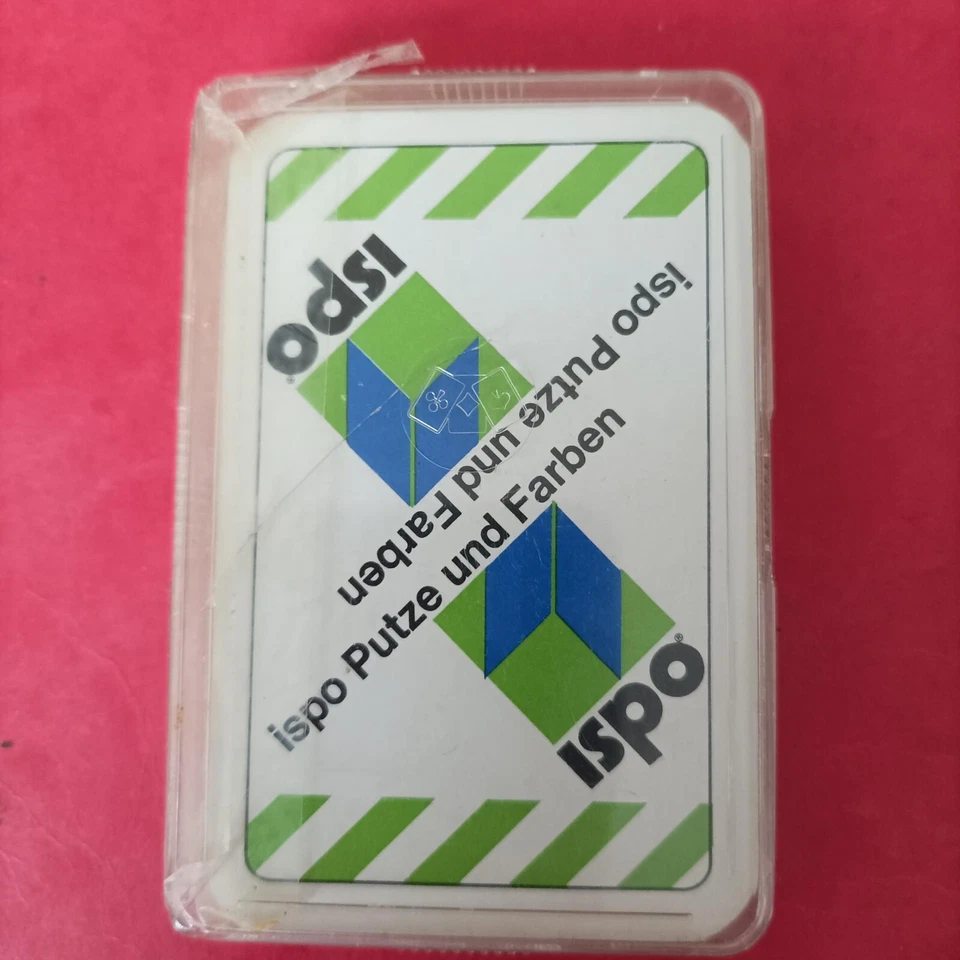 ispo®
ispo Putze und Farben
ispo Putze und Farben
ispo®